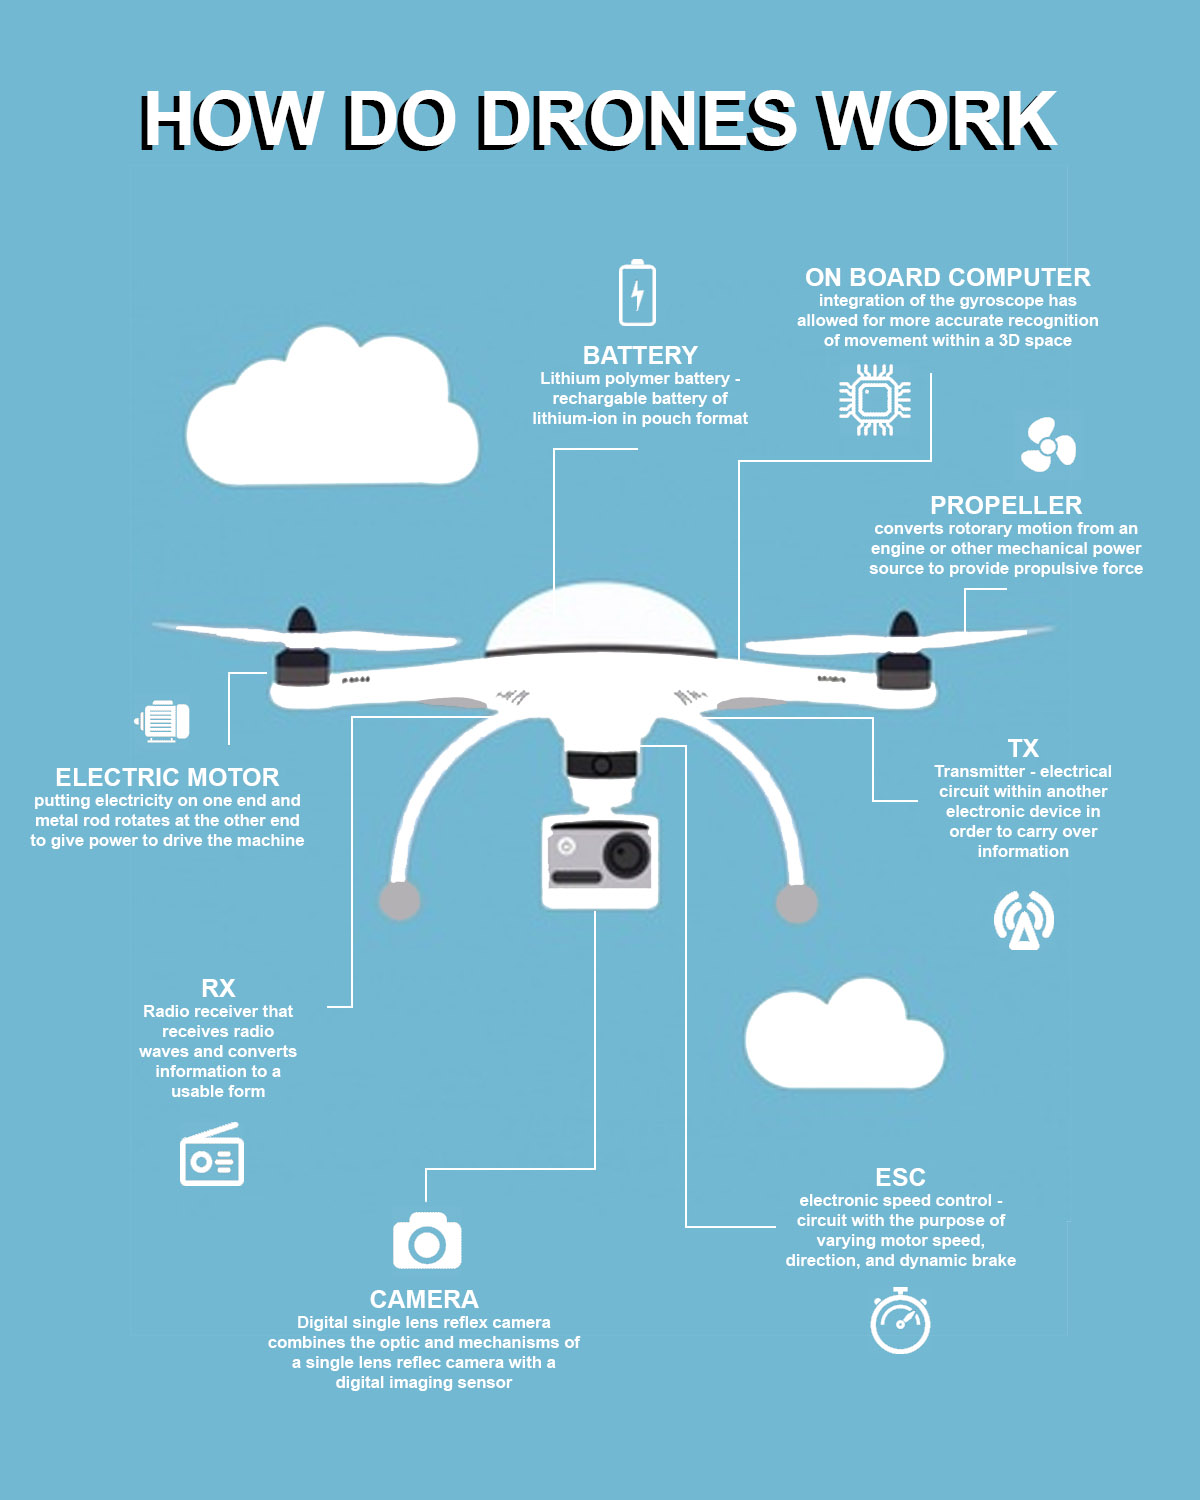 HOW DO DRONES WORK
BATTERY
Lithium polymer battery -
rechargable battery of
lithium-ion in pouch format
ON BOARD COMPUTER
integration of the gyroscope has
allowed for more accurate recognition
of movement within a 3D space
PROPELLER
converts rotorary motion from an
engine or other mechanical power
source to provide propulsive force
ELECTRIC MOTOR
putting electricity on one end and
metal rod rotates at the other end
to give power to drive the machine
TX
Transmitter - electrical
circuit within another
electronic device in
order to carry over
information
RX
Radio receiver that
receives radio
waves and converts
information to a
usable form
ESC
electronic speed control -
circuit with the purpose of
varying motor speed,
direction, and dynamic brake
CAMERA
Digital single lens reflex camera
combines the optic and mechanisms of
a single lens reflec camera with a
digital imaging sensor